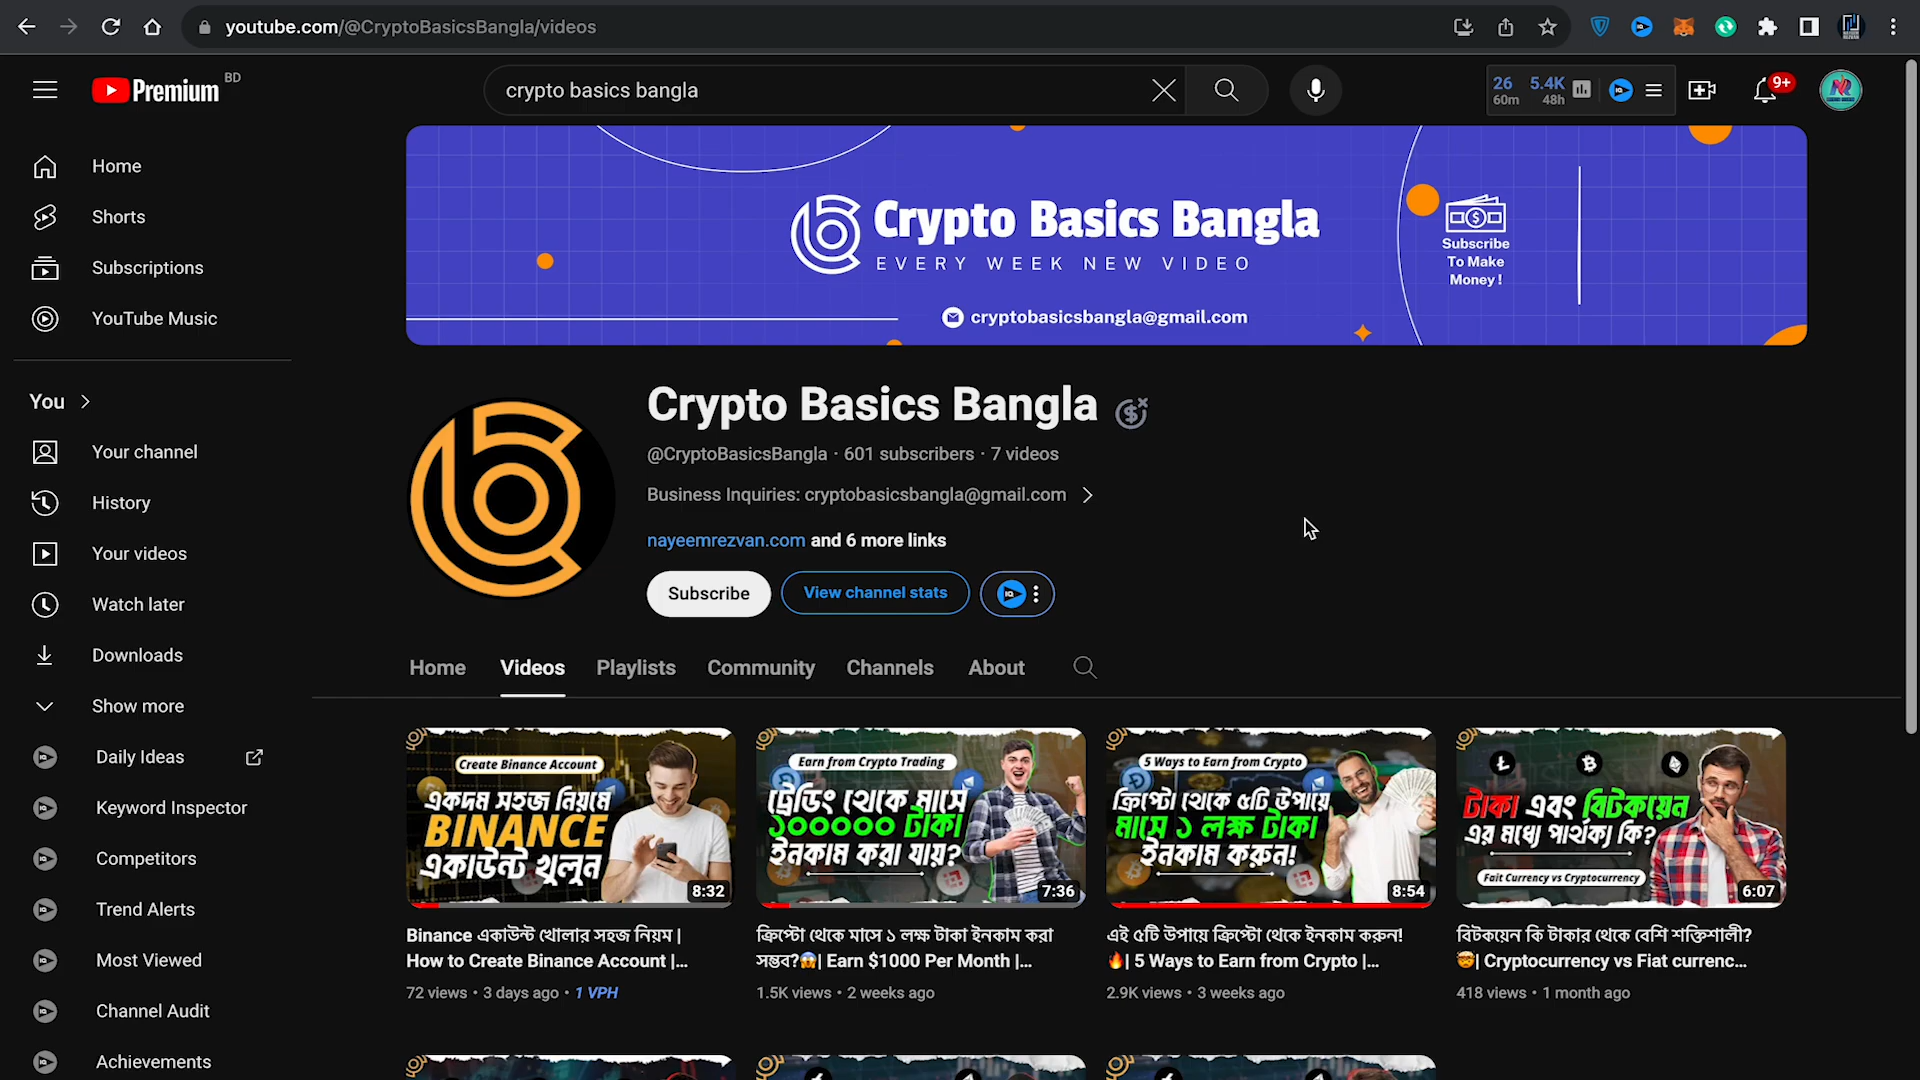 youtube.com/@CryptoBasicsBangla/videos
Premium BD
crypto basics bangla
26 5.4K
60m 48h
9+
Home
Shorts
Subscriptions
YouTube Music
You
Your channel
History
Your videos
Watch later
Downloads
Show more
Daily Ideas
Keyword Inspector
Competitors
Trend Alerts
Most Viewed
Channel Audit
Achievements
Crypto Basics Bangla
EVERY WEEK NEW VIDEO
cryptobasicsbangla@gmail.com
Subscribe
To Make
Money !
Crypto Basics Bangla
@CryptoBasicsBangla · 601 subscribers · 7 videos
Business Inquiries: cryptobasicsbangla@gmail.com
nayeemrezvan.com and 6 more links
Subscribe
View channel stats
Home Videos Playlists Community Channels About
Create Binance Account
একদম সহজ নিয়মে
BINANCE
একাউন্ট খুলুন
8:32
Binance একাউন্ট খোলার সহজ নিয়ম |
How to Create Binance Account |...
72 views • 3 days ago • 1 VPH
Earn from Crypto Trading
ট্রেডিং থেকে মাসে
১০০০০০ টাকা
ইনকাম করা যায়?
7:36
ক্রিপ্টো থেকে মাসে ১ লক্ষ টাকা ইনকাম করা
সম্ভব?😱| Earn $1000 Per Month |...
1.5K views • 2 weeks ago
5 Ways to Earn from Crypto
ক্রিপ্টো থেকে ৫টি উপায়ে
মাসে ১ লক্ষ টাকা
ইনকাম করুন!
8:54
এই ৫টি উপায়ে ক্রিপ্টো থেকে ইনকাম করুন!
🔥| 5 Ways to Earn from Crypto |...
2.9K views • 3 weeks ago
টাকা এবং বিটকয়েন
এর মধ্যে পার্থক্য কি?
Fait Currency vs Cryptocurrency
6:07
বিটকয়েন কি টাকার থেকে বেশি শক্তিশালী?
🤯| Cryptocurrency vs Fiat currenc...
418 views • 1 month ago